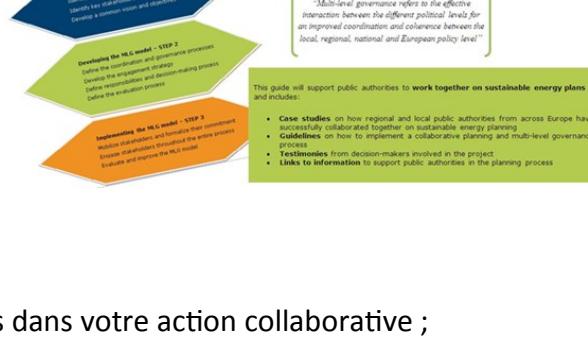 Identify key stakeho
Develop a common vision and objectives
"Multi-level governance refers to the effective
interaction between the different political levels for
an improved coordination and coherence between the
local, regional, national and European policy level"
Developing the MLG model – STEP 2
Define the coordination and governance processes
Develop the engagement strategy
Define responsibilities and decision-making process
Define the evaluation process
Implementing the MLG model – STEP 3
Mobilize stakeholders and formalize their commitment
Engage stakeholders throughout the entire process
Evaluate and improve the MLG model
This guide will support public authorities to work together on sustainable energy plans
and includes:
• Case studies on how regional and local public authorities from across Europe hav
successfully collaborated together on sustainable energy planning
• Guidelines on how to implement a collaborative planning and multi-level governanc
process
• Testimonies from decision-makers involved in the project
• Links to information to support public authorities in the planning process
s dans votre action collaborative ;